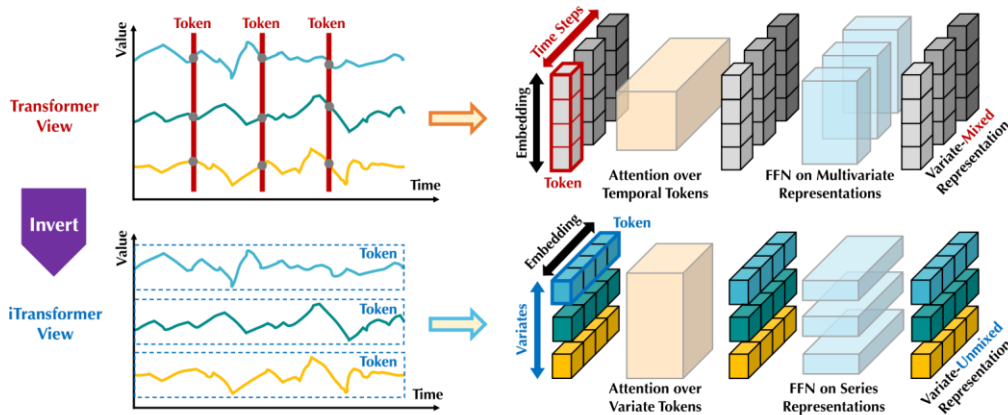 Token
Token
Token
Value
Time
Transformer
View
Invert
Time Steps
Embedding
Token
Attention over
Temporal Tokens
FFN on Multivariate
Representations
Variate-Mixed
Representation
Value
Token
Token
Token
Time
iTransformer
View
Embedding
Token
Variates
Attention over
Variate Tokens
FFN on Series
Representations
Variate-Unmixed
Representation